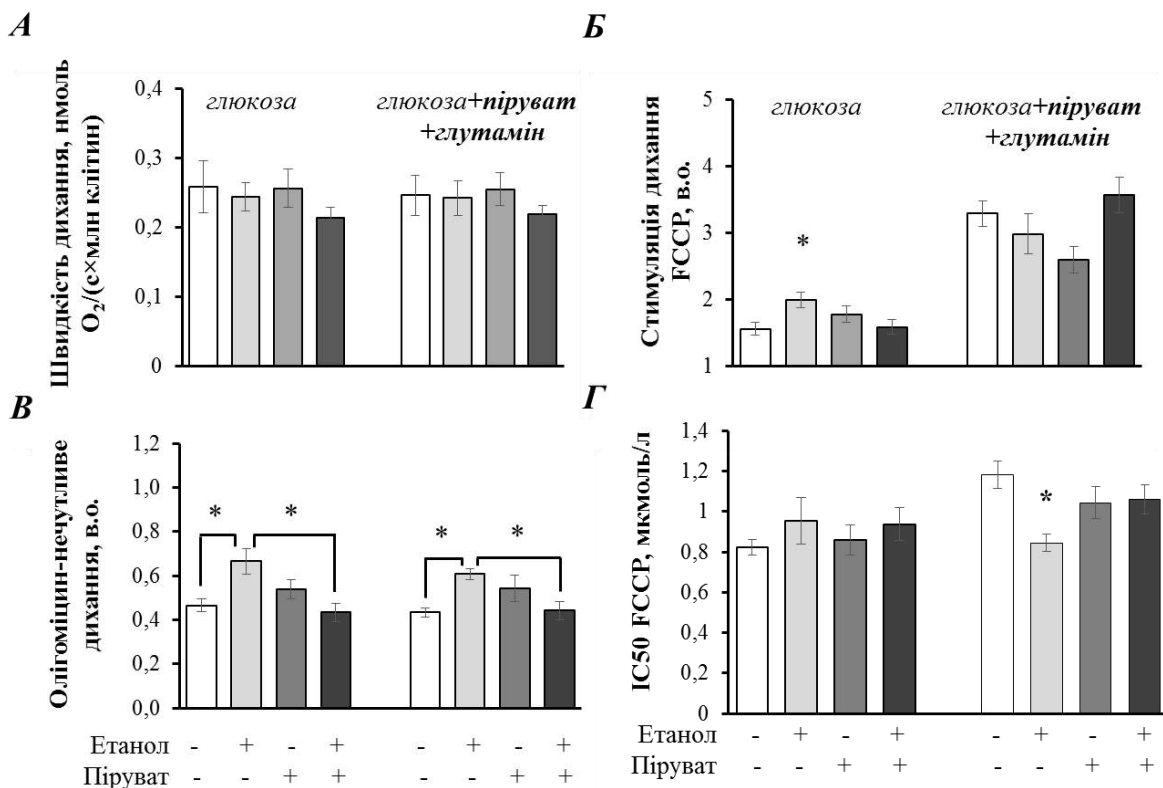 А
Швидкість дихання, нмоль
О₂/(с×млн клітин)
0,4
0,3
0,2
0,1
0
глюкоза
глюкоза+піруват
+глутамін
Б
Стимуляція дихання
FCCP, в.о.
5
4
3
2
1
глюкоза
глюкоза+піруват
+глутамін
*
В
Олігоміцин-нечутливе
дихання, в.о.
1,2
1,0
0,8
0,6
0,4
0,2
0,0
* * * *
Етанол - + - + - + - +
Піруват - - + + - - + +
Г
IC50 FCCP, мкмоль/л
1,4
1,2
1
0,8
0,6
0,4
0,2
0
*
Етанол - + - + - + - +
Піруват - - + + - - + +